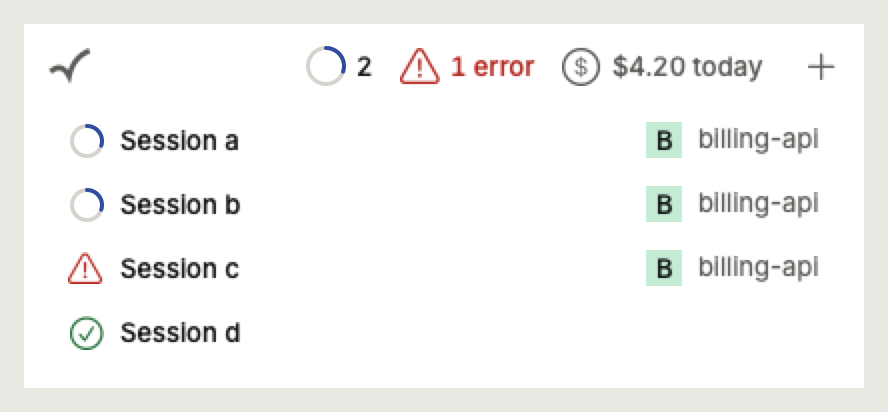 2 1 error $4.20 today
Session a B billing-api
Session b B billing-api
Session c B billing-api
Session d